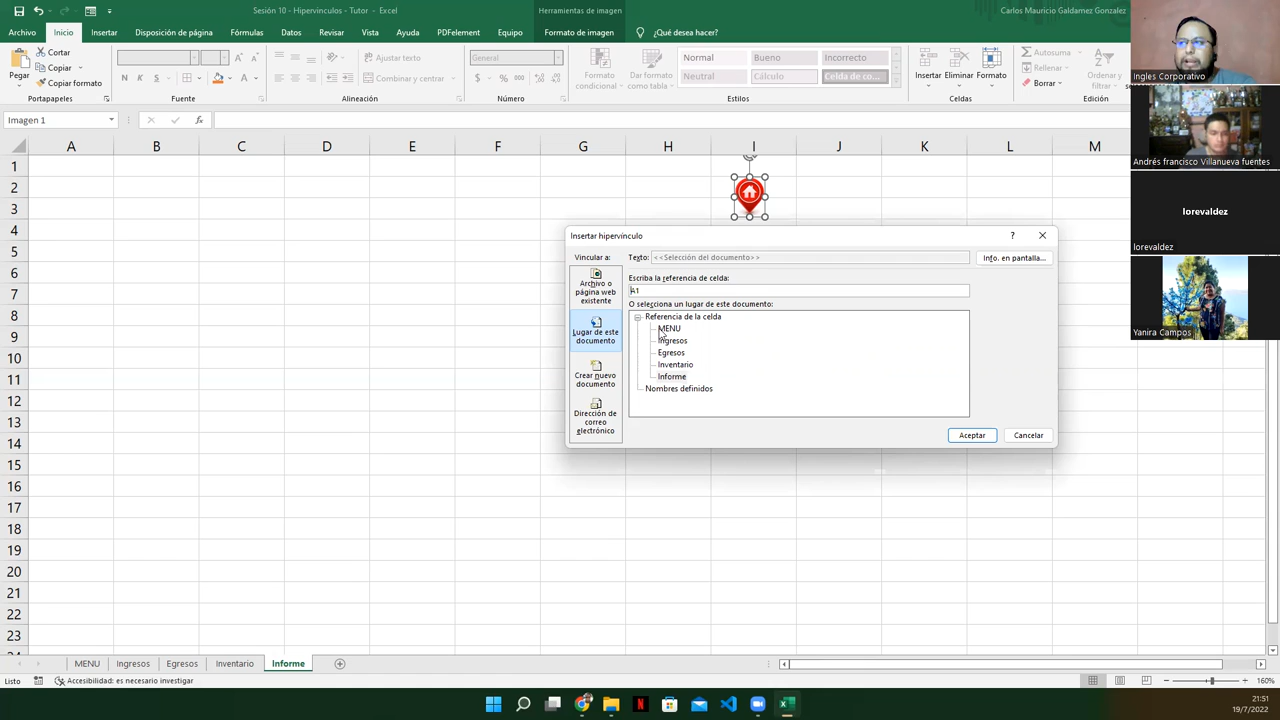 Sesión 10 - Hipervinculos - Tutor - Excel
Herramientas de imagen
Carlos Mauricio Galdamez Gonzalez
Archivo Inicio Insertar Disposición de página Fórmulas Datos Revisar Vista Ayuda PDFelement Equipo Formato de imagen ¿Qué desea hacer?
Pegar
Cortar
Copiar
Copiar formato
Portapapeles
N K S
Fuente
Ajustar texto
Combinar y centrar
Alineación
General
Número
Formato condicional
Dar formato como tabla
Normal Bueno Incorrecto
Neutral Cálculo Celda de co...
Estilos
Insertar Eliminar Formato
Celdas
Autosuma
Rellenar
Borrar
Ordenar y filtrar
Edición
Imagen 1
fx
A B C D E F G H I J K L M
1
2
3
4
5
6
7
8
9
10
11
12
13
14
15
16
17
18
19
20
21
22
23
Insertar hipervínculo
?
Vincular a:
Texto: <<Selección del documento>>
Info. en pantalla...
Archivo o página web existente
Lugar de este documento
Crear nuevo documento
Dirección de correo electrónico
Escriba la referencia de celda:
A1
O selecciona un lugar de este documento:
Referencia de la celda
MENU
Ingresos
Egresos
Inventario
Informe
Nombres definidos
Aceptar Cancelar
Ingles Corporativo
Andrés francisco Villanueva fuentes
lorevaldez
lorevaldez
Yanira Campos
MENU Ingresos Egresos Inventario Informe
Listo
Accesibilidad: es necesario investigar
160%
21:51
19/7/2022